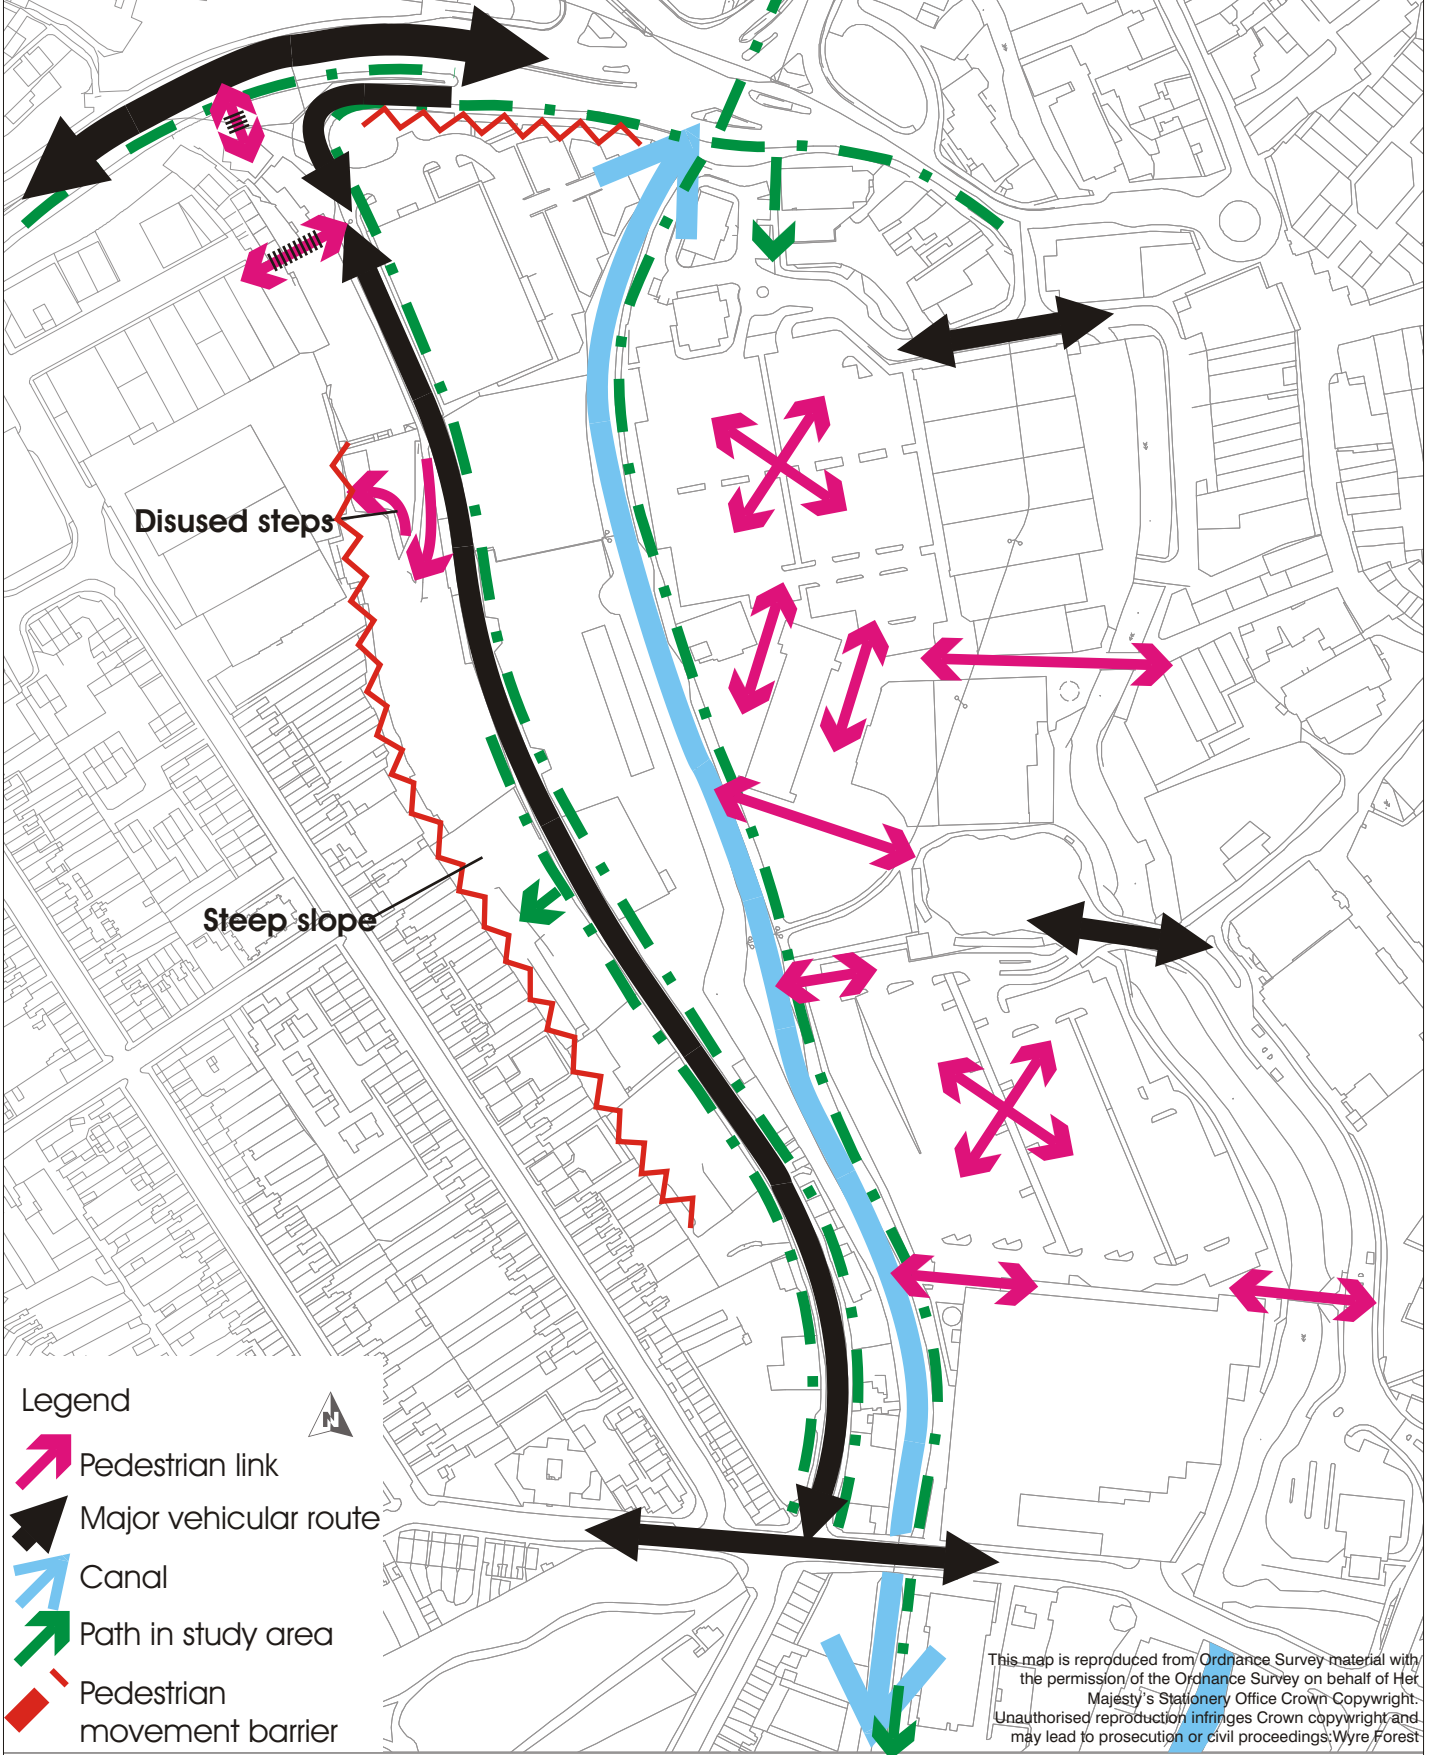 Disused steps
Steep slope
Legend
N
Pedestrian link
Major vehicular route
Canal
Path in study area
Pedestrian
movement barrier
This map is reproduced from Ordnance Survey material with
the permission of the Ordnance Survey on behalf of Her
Majesty's Stationery Office Crown Copywright.
Unauthorised reproduction infringes Crown copywright and
may lead to prosecution or civil proceedings:Wyre Forest